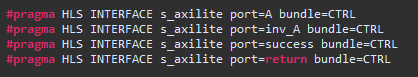 #pragma HLS INTERFACE s_axilite port=A bundle=CTRL
#pragma HLS INTERFACE s_axilite port=inv_A bundle=CTRL
#pragma HLS INTERFACE s_axilite port=success bundle=CTRL
#pragma HLS INTERFACE s_axilite port=return bundle=CTRL